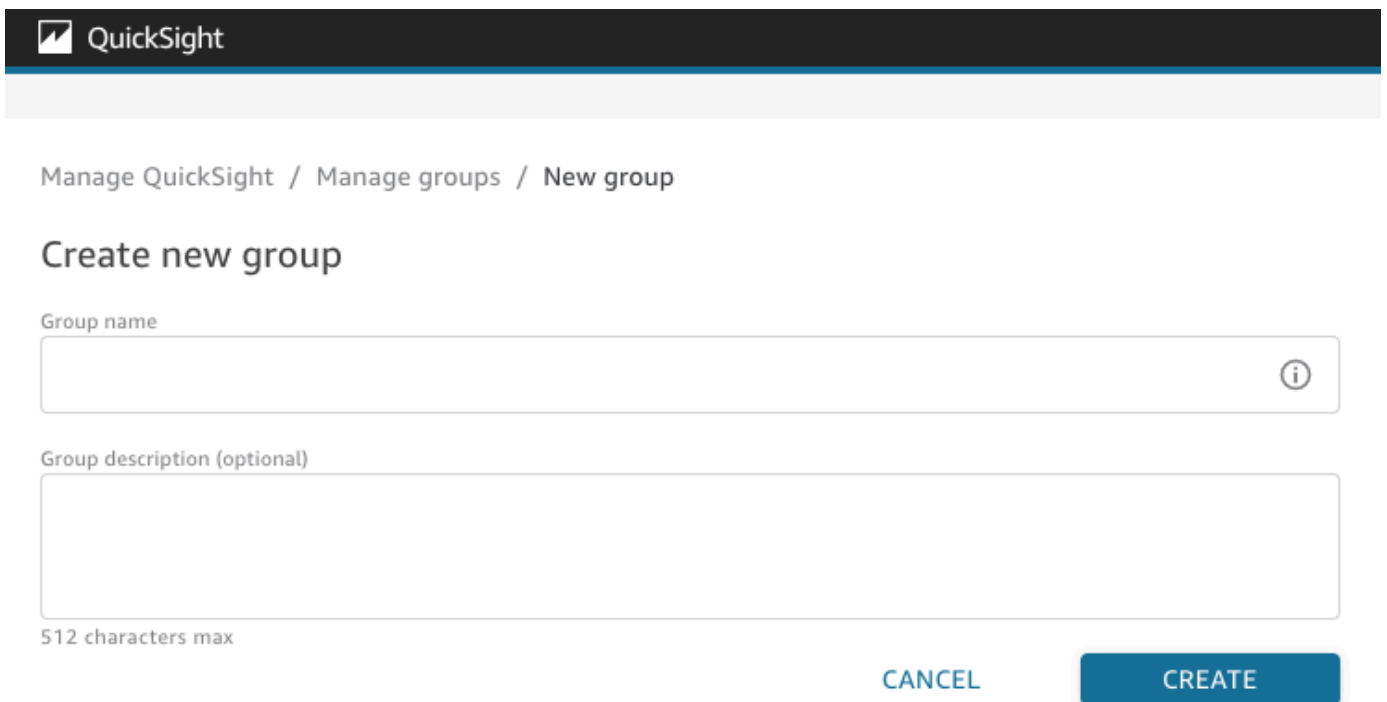 QuickSight
Manage QuickSight / Manage groups / New group
Create new group
Group name
Group description (optional)
512 characters max
CANCEL CREATE